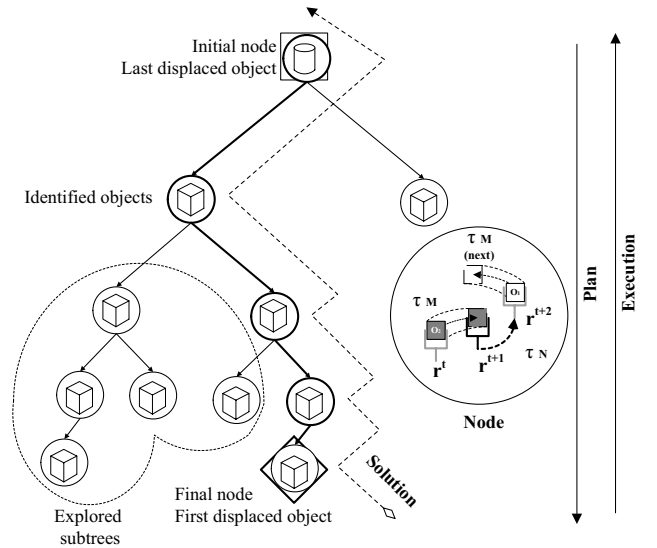 Initial node
Last displaced object
Identified objects
τ M
(next)
O₁
τ M
O₂
r^t+2
r^t
r^t+1
τ N
Node
Plan
Execution
Solution
Final node
First displaced object
Explored
subtrees